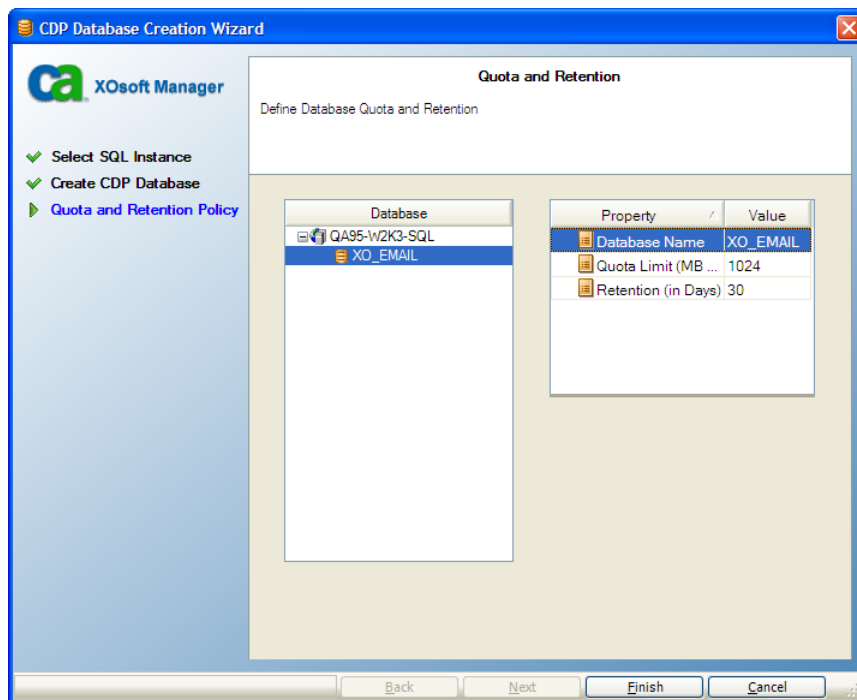 CDP Database Creation Wizard
ca XOsoft Manager
Select SQL Instance
Create CDP Database
Quota and Retention Policy
Quota and Retention
Define Database Quota and Retention
Database
QA95-W2K3-SQL
XO_EMAIL
Property Value
Database Name XO_EMAIL
Quota Limit (MB ... 1024
Retention (in Days) 30
Back Next Finish Cancel